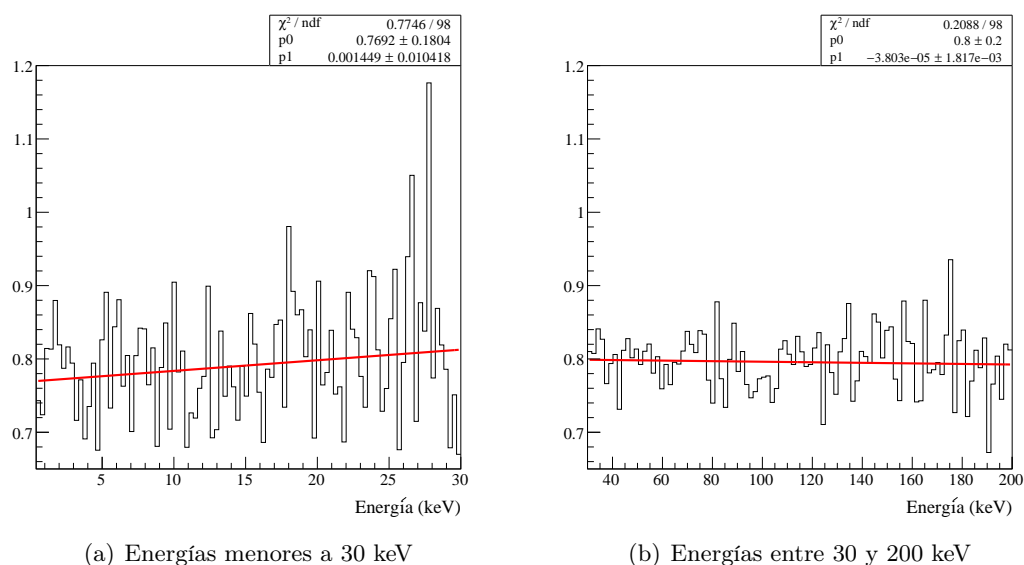 χ² / ndf 0.7746 / 98
p0 0.7692 ± 0.1804
p1 0.001449 ± 0.010418
1.2
1.1
1
0.9
0.8
0.7
5 10 15 20 25 30
Energía (keV)
(a) Energías menores a 30 keV
χ² / ndf 0.2088 / 98
p0 0.8 ± 0.2
p1 −3.803e−05 ± 1.817e−03
1.2
1.1
1
0.9
0.8
0.7
40 60 80 100 120 140 160 180 200
Energía (keV)
(b) Energías entre 30 y 200 keV